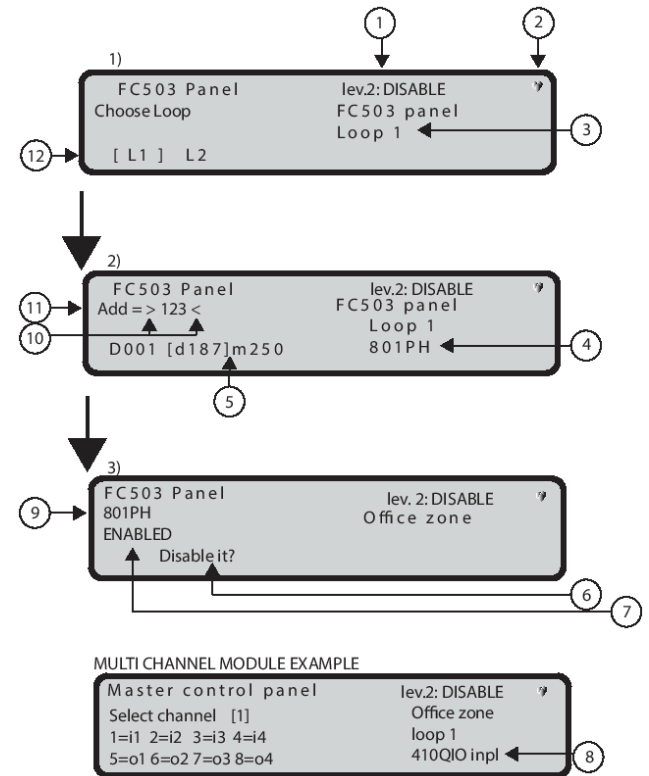 1
2
1)
FC503 Panel lev.2: DISABLE
Choose Loop FC503 panel
Loop 1
3
12
[ L1 ] L2
2)
FC503 Panel lev.2: DISABLE
11
Add = > 123 < FC503 panel
Loop 1
10
D001 [d187]m250 801PH
4
5
3)
FC503 Panel lev. 2: DISABLE
9
801PH Office zone
ENABLED
Disable it?
6
7
MULTI CHANNEL MODULE EXAMPLE
Master control panel lev.2: DISABLE
Select channel [1] Office zone
1=i1 2=i2 3=i3 4=i4 loop 1
5=o1 6=o2 7=o3 8=o4 410QIO inpl
8